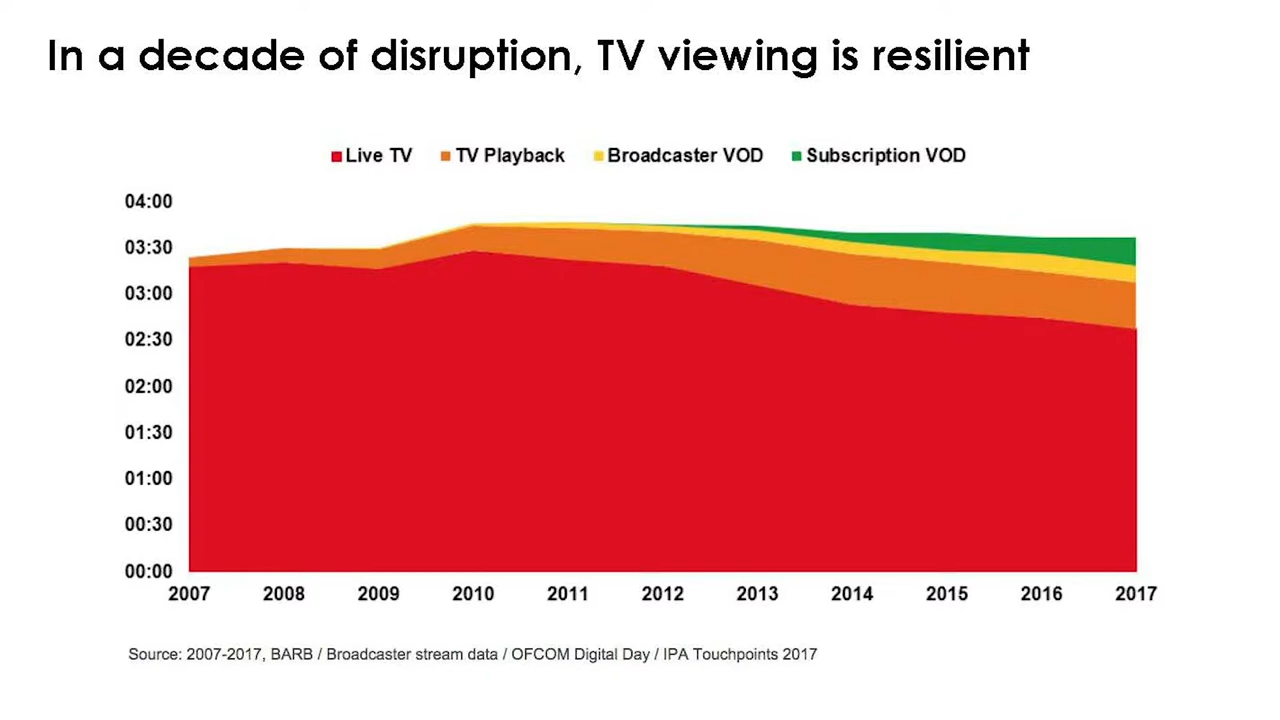 In a decade of disruption, TV viewing is resilient
Live TV TV Playback Broadcaster VOD Subscription VOD
04:00
03:30
03:00
02:30
02:00
01:30
01:00
00:30
00:00
2007 2008 2009 2010 2011 2012 2013 2014 2015 2016 2017
Source: 2007-2017, BARB / Broadcaster stream data / OFCOM Digital Day / IPA Touchpoints 2017